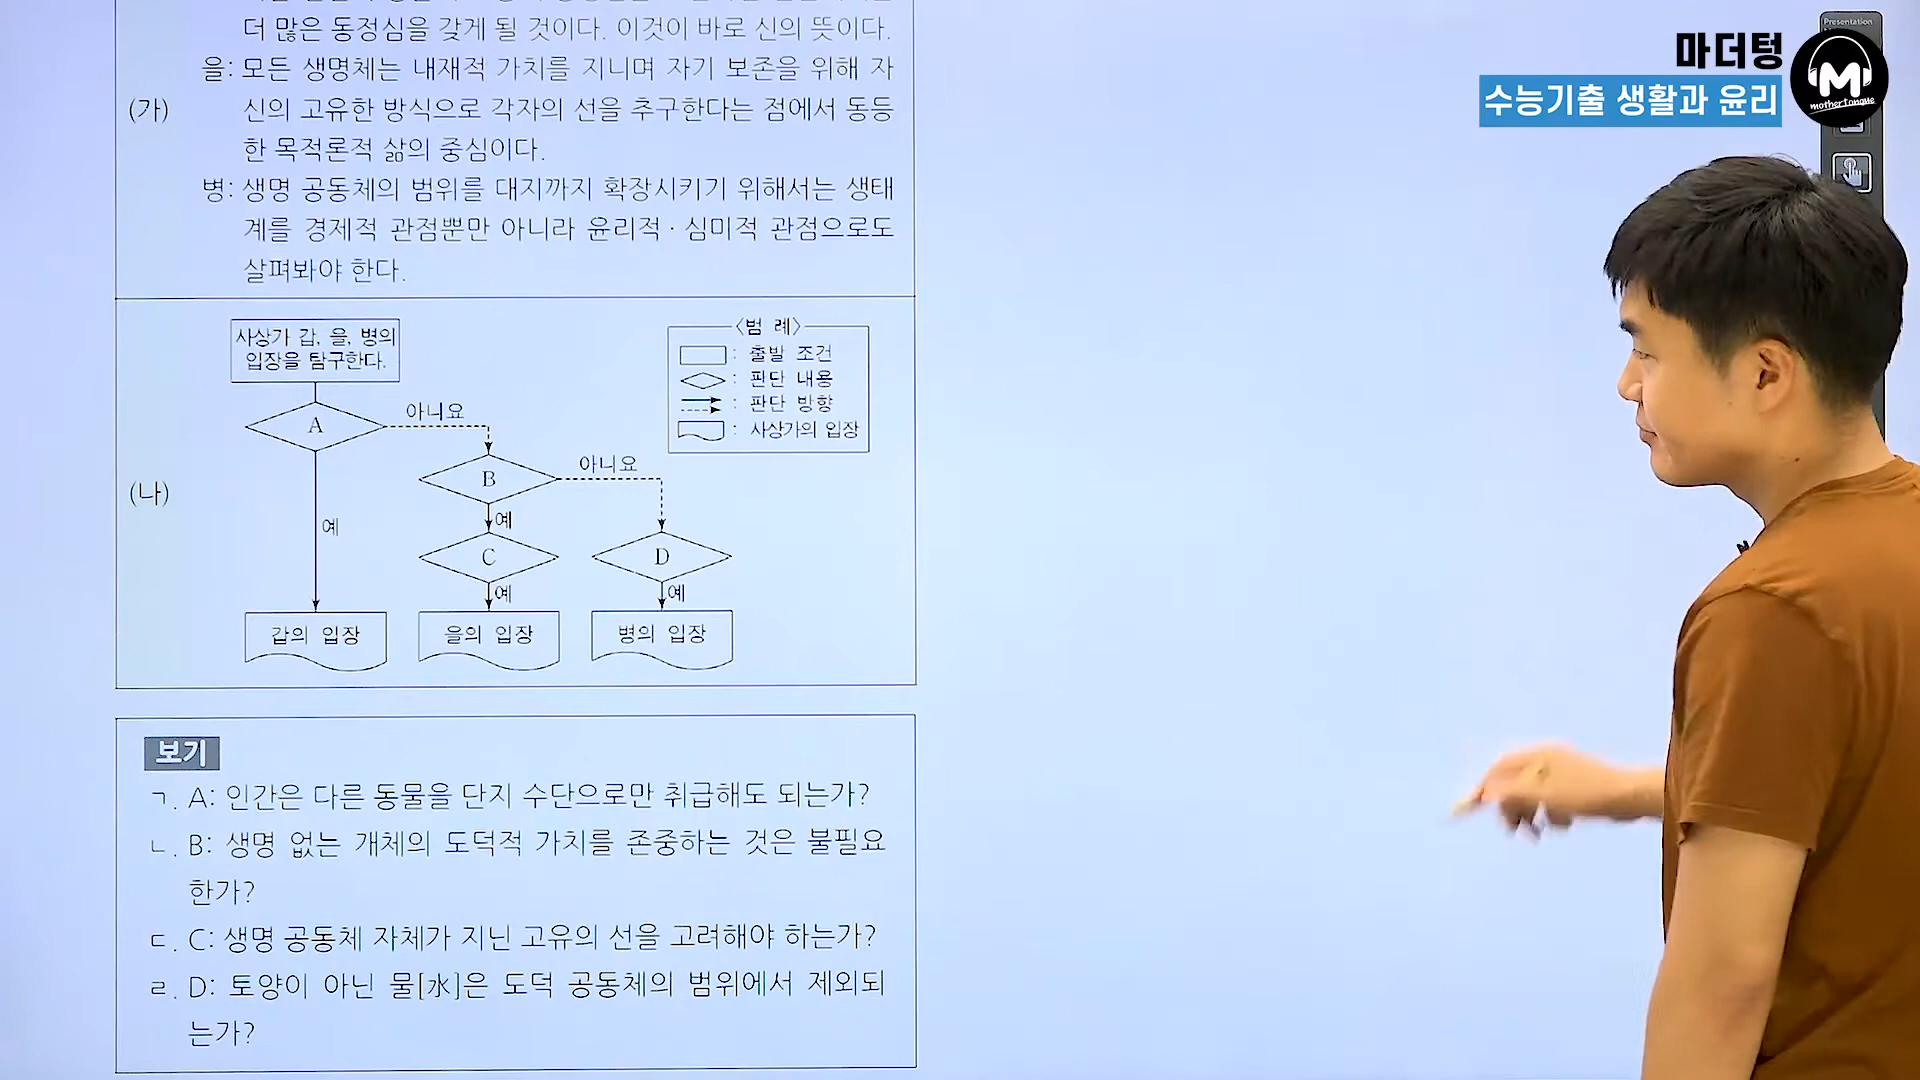 더 많은 동정심을 갖게 될 것이다. 이것이 바로 신의 뜻이다.
(가)
을: 모든 생명체는 내재적 가치를 지니며 자기 보존을 위해 자
신의 고유한 방식으로 각자의 선을 추구한다는 점에서 동등
한 목적론적 삶의 중심이다.
병: 생명 공동체의 범위를 대지까지 확장시키기 위해서는 생태
계를 경제적 관점뿐만 아니라 윤리적·심미적 관점으로도
살펴봐야 한다.
(나)
사상가 갑, 을, 병의
입장을 탐구한다.
<범 례>
: 출발 조건
: 판단 내용
: 판단 방향
: 사상가의 입장
A
아니요
B
아니요
예
예
C
D
예
예
갑의 입장
을의 입장
병의 입장
보기
ㄱ. A: 인간은 다른 동물을 단지 수단으로만 취급해도 되는가?
ㄴ. B: 생명 없는 개체의 도덕적 가치를 존중하는 것은 불필요
한가?
ㄷ. C: 생명 공동체 자체가 지닌 고유의 선을 고려해야 하는가?
ㄹ. D: 토양이 아닌 물[水]은 도덕 공동체의 범위에서 제외되
는가?
Presentation
마더텅
수능기출 생활과 윤리
M
mothertongue